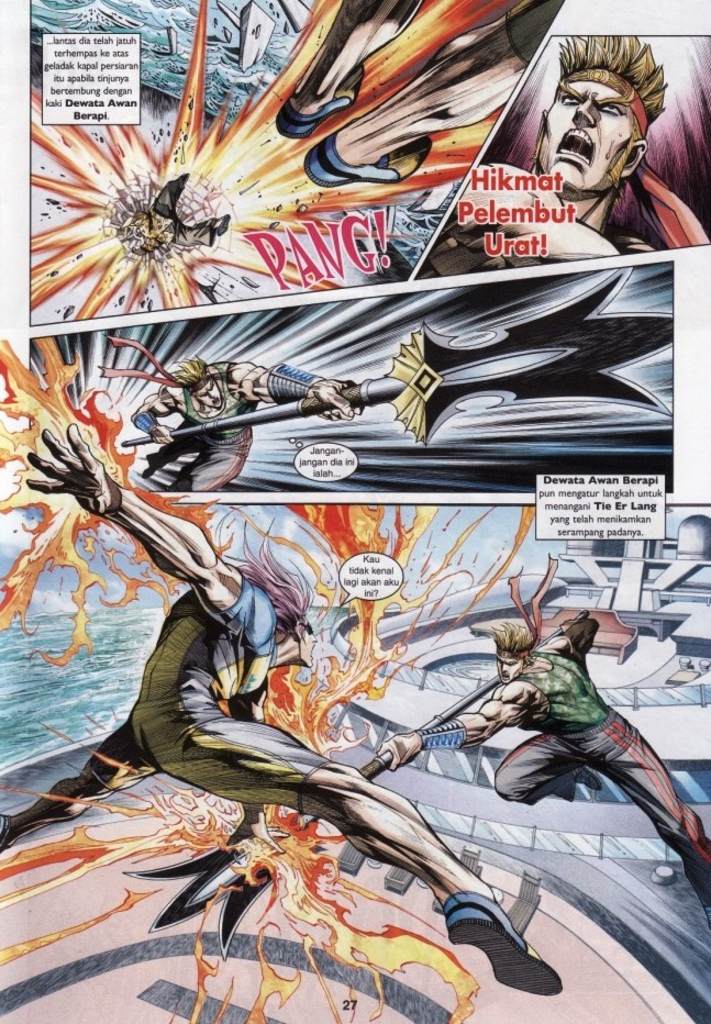 ...lantas dia telah jatuh
terhempas ke atas
geladak kapal persiaran
itu apabila tinjunya
bertembung dengan
kaki Dewata Awan
Berapi.
Hikmat
Pelembut
Urat!
PANG!
Jangan-
jangan dia ini
ialah...
Dewata Awan Berapi
pun mengatur langkah untuk
menangani Tie Er Lang
yang telah menikamkan
serampang padanya.
Kau
tidak kenal
lagi akan aku
ini?
27